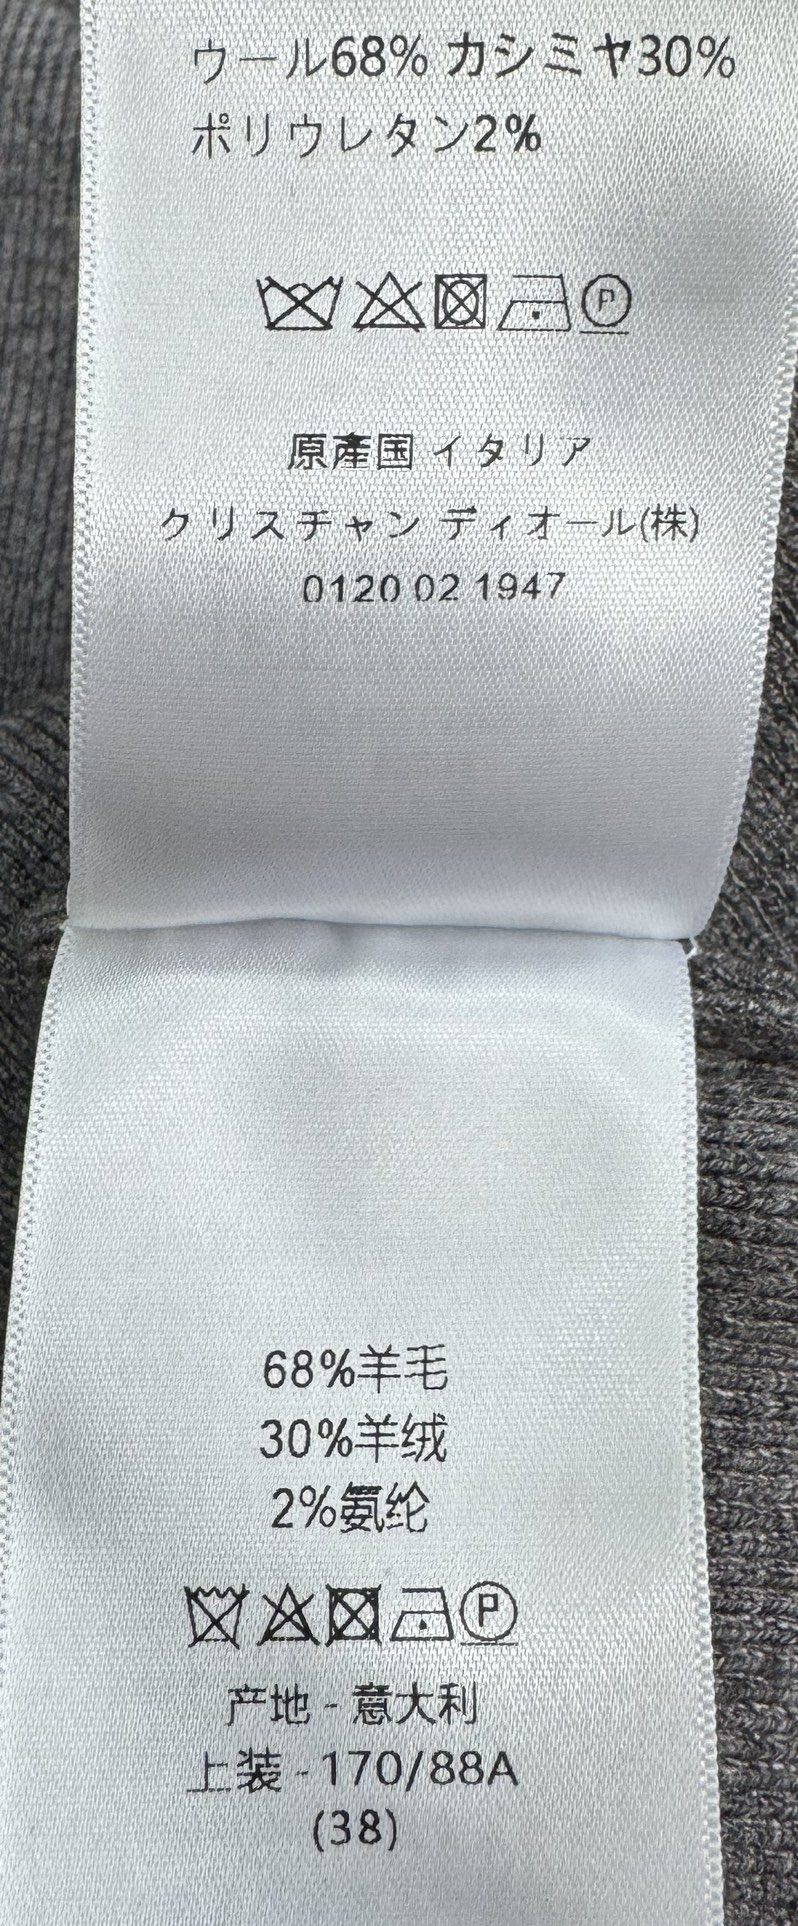 ウール68% カシミヤ30%
ポリウレタン2%
P
原產国 イタリア
クリスチャン ディオール(株)
0120 02 1947
68%羊毛
30%羊绒
2%氨纶
P
产地 - 意大利
上装 - 170/88A
(38)